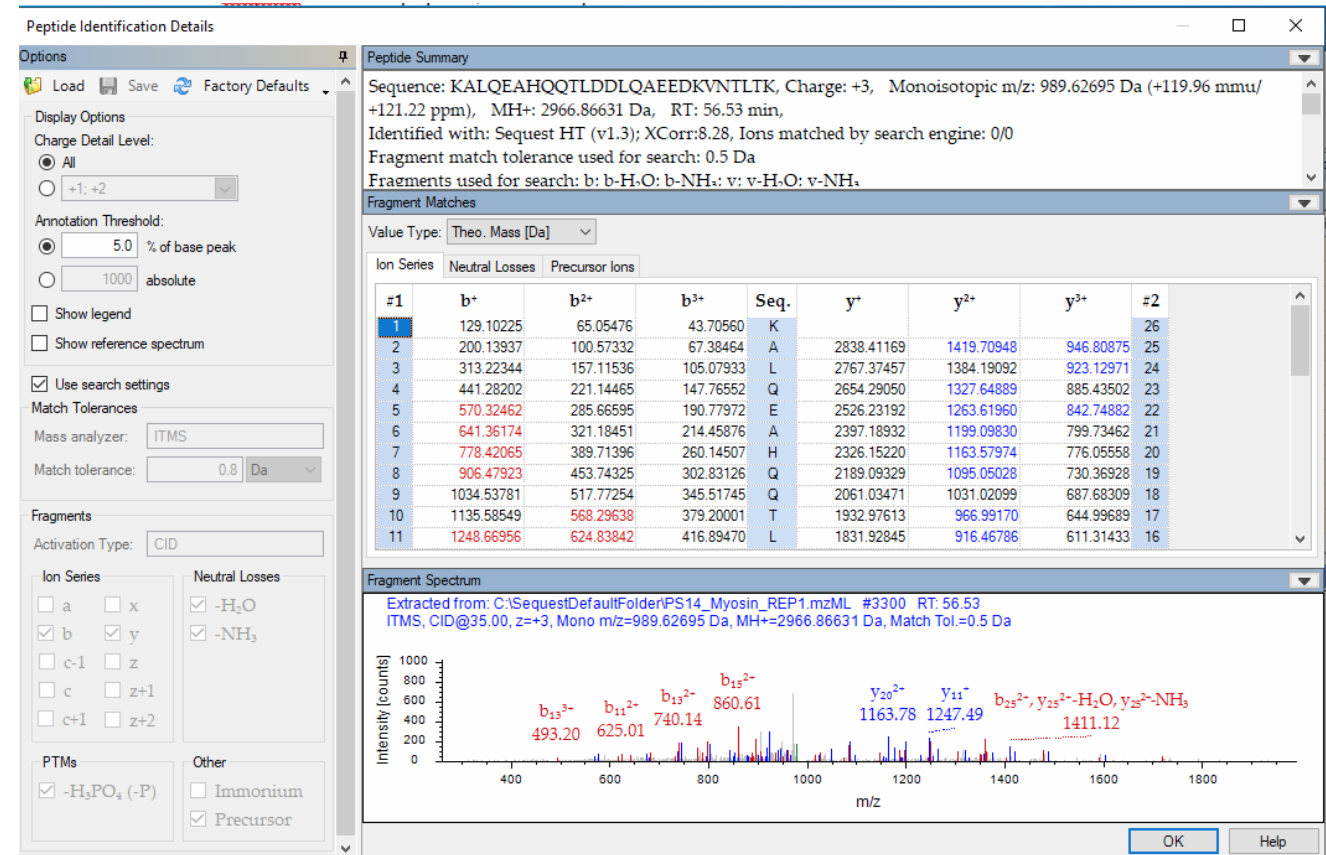 Peptide Identification Details
Options
Load Save Factory Defaults
Display Options
Charge Detail Level:
All
+1; +2
Annotation Threshold:
5.0 % of base peak
1000 absolute
Show legend
Show reference spectrum
Use search settings
Match Tolerances
Mass analyzer: ITMS
Match tolerance: 0.8 Da
Fragments
Activation Type: CID
Ion Series
a x
b y
c-1 z
c z+1
c+1 z+2
Neutral Losses
-H₂O
-NH₃
PTMs
-H₃PO₄ (-P)
Other
Immonium
Precursor
Peptide Summary
Sequence: KALQEAHQQTLDDLQAEEDKVNTLTK, Charge: +3, Monoisotopic m/z: 989.62695 Da (+119.96 mmu/
+121.22 ppm), MH+: 2966.86631 Da, RT: 56.53 min,
Identified with: Sequest HT (v1.3); XCorr:8.28, Ions matched by search engine: 0/0
Fragment match tolerance used for search: 0.5 Da
Fragments used for search: b; b-H₂O; b-NH₃; y; y-H₂O; y-NH₃
Fragment Matches
Value Type: Theo. Mass [Da]
Ion Series Neutral Losses Precursor Ions
#1 b⁺ b²⁺ b³⁺ Seq. y⁺ y²⁺ y³⁺ #2
1 129.10225 65.05476 43.70560 K 26
2 200.13937 100.57332 67.38464 A 2838.41169 1419.70948 946.80875 25
3 313.22344 157.11536 105.07933 L 2767.37457 1384.19092 923.12971 24
4 441.28202 221.14465 147.76552 Q 2654.29050 1327.64889 885.43502 23
5 570.32462 285.66595 190.77972 E 2526.23192 1263.61960 842.74882 22
6 641.36174 321.18451 214.45876 A 2397.18932 1199.09830 799.73462 21
7 778.42065 389.71396 260.14507 H 2326.15220 1163.57974 776.05558 20
8 906.47923 453.74325 302.83126 Q 2189.09329 1095.05028 730.36928 19
9 1034.53781 517.77254 345.51745 Q 2061.03471 1031.02099 687.68309 18
10 1135.58549 568.29638 379.20001 T 1932.97613 966.99170 644.99689 17
11 1248.66956 624.83842 416.89470 L 1831.92845 916.46786 611.31433 16
Fragment Spectrum
Extracted from: C:\SequestDefaultFolder\PS14_Myosin_REP1.mzML #3300 RT: 56.53
ITMS, CID@35.00, z=+3, Mono m/z=989.62695 Da, MH+=2966.86631 Da, Match Tol.=0.5 Da
Intensity [counts]
1000
800
600
400
200
0
b₁₃³⁺
493.20
b₁₁²⁺
625.01
b₁₃²⁺
740.14
b₁₅²⁺
860.61
y₂₀²⁺
1163.78
y₁₁⁺
1247.49
b₂₅²⁺, y₂₅²⁺-H₂O, y₂₅²⁺-NH₃
1411.12
400 600 800 1000 1200 1400 1600 1800
m/z
OK Help